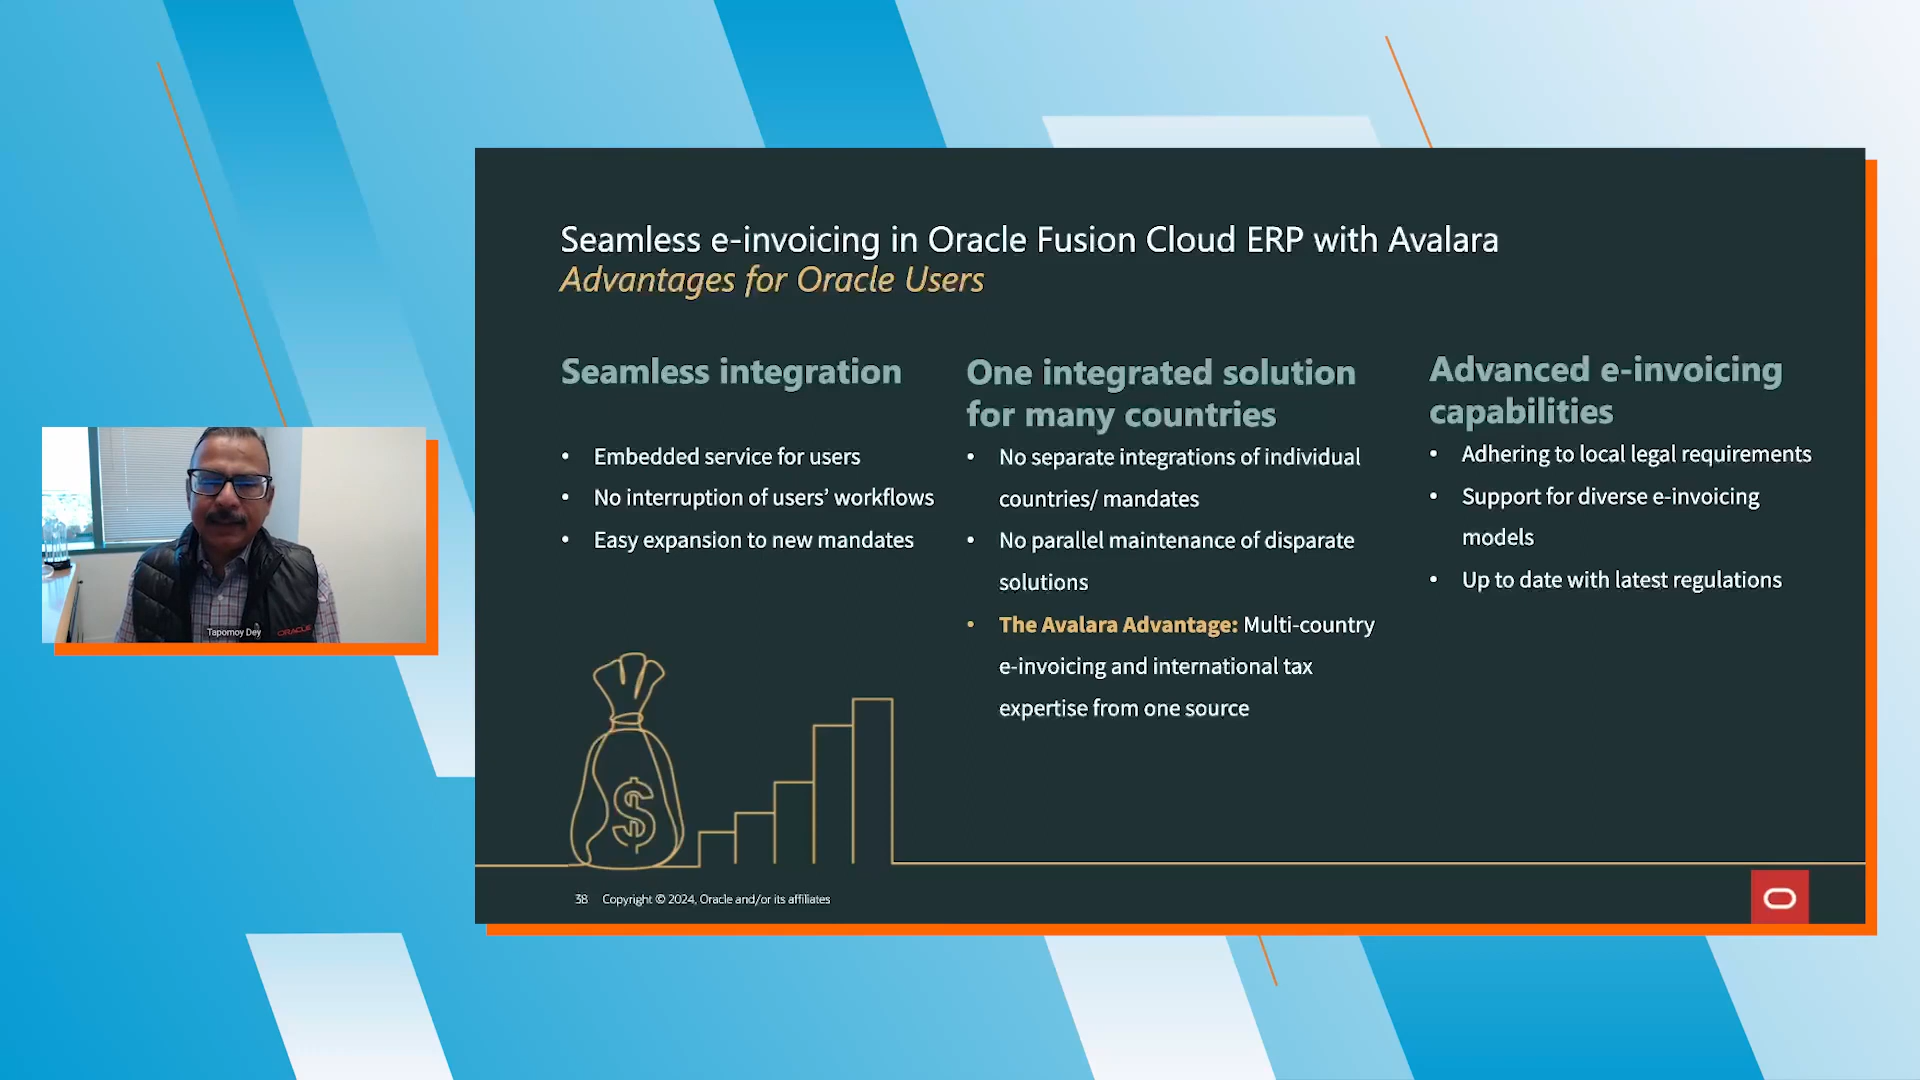 Seamless e-invoicing in Oracle Fusion Cloud ERP with Avalara
Advantages for Oracle Users
Seamless integration
• Embedded service for users
• No interruption of users’ workflows
• Easy expansion to new mandates
One integrated solution
for many countries
• No separate integrations of individual
countries/ mandates
• No parallel maintenance of disparate
solutions
• The Avalara Advantage: Multi-country
e-invoicing and international tax
expertise from one source
Advanced e-invoicing
capabilities
• Adhering to local legal requirements
• Support for diverse e-invoicing
models
• Up to date with latest regulations
$
Tapomoy Dey
ORACLE
38 Copyright © 2024, Oracle and/or its affiliates